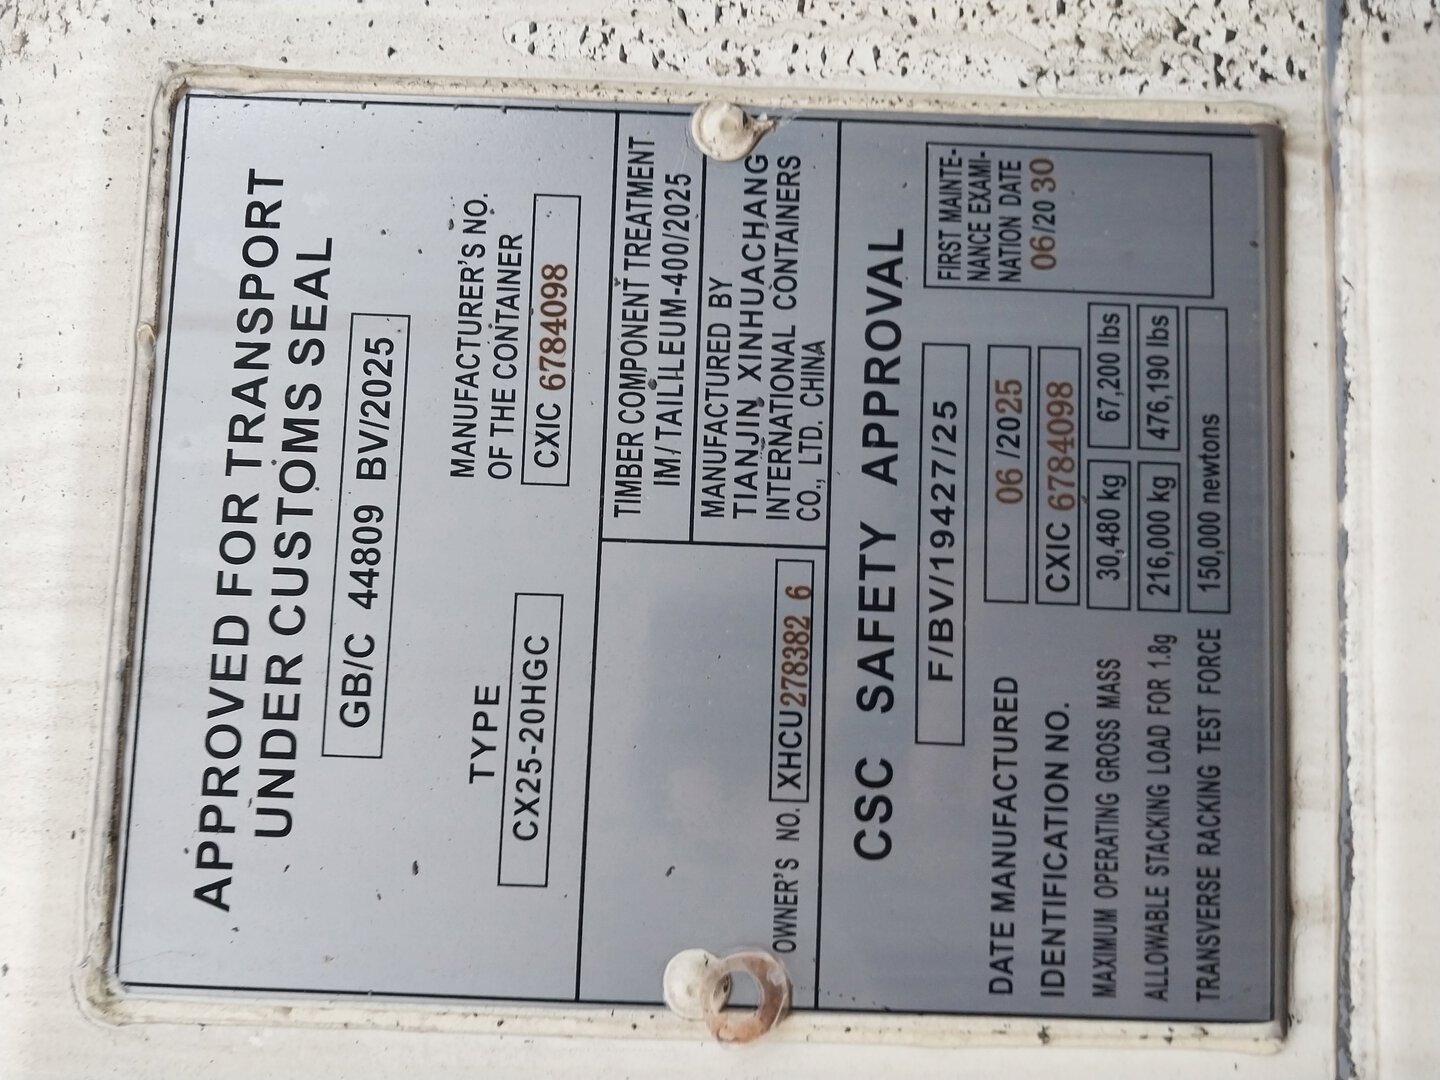 APPROVED FOR TRANSPORT
UNDER CUSTOMS SEAL
GB/C 44809 BV/2025
TYPE
CX25-20HGC
MANUFACTURER'S NO.
OF THE CONTAINER
CXIC 6784098
OWNER'S NO. XHCU 278382 6
TIMBER COMPONENT TREATMENT
IM/TAILILEUM-400/2025
MANUFACTURED BY
TIANJIN XINHUACHANG
INTERNATIONAL CONTAINERS
CO., LTD. CHINA
CSC SAFETY APPROVAL
F/BV/19427/25
DATE MANUFACTURED 06/2025
IDENTIFICATION NO. CXIC 6784098
MAXIMUM OPERATING GROSS MASS 30,480 kg 67,200 lbs
ALLOWABLE STACKING LOAD FOR 1.8g 216,000 kg 476,190 lbs
TRANSVERSE RACKING TEST FORCE 150,000 newtons
FIRST MAINTE-
NANCE EXAMI-
NATION DATE
06/2030